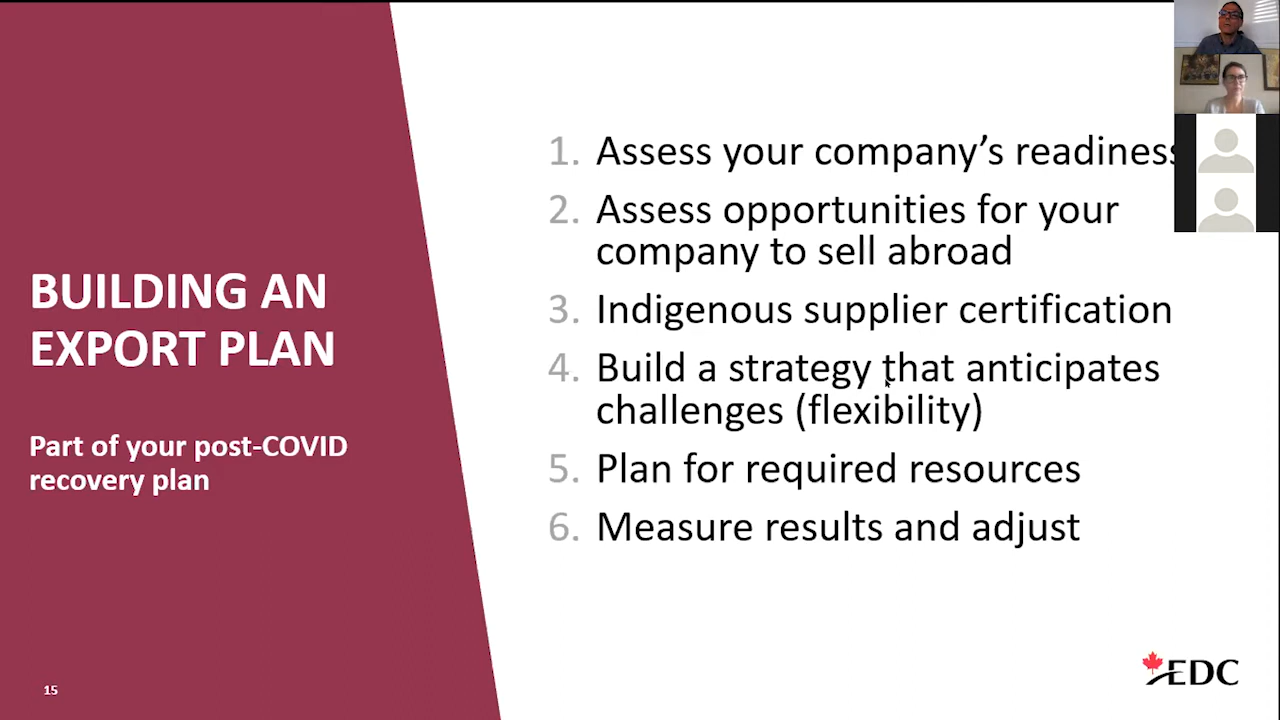 BUILDING AN
EXPORT PLAN
Part of your post-COVID
recovery plan
15
1. Assess your company’s readiness
2. Assess opportunities for your
company to sell abroad
3. Indigenous supplier certification
4. Build a strategy that anticipates
challenges (flexibility)
5. Plan for required resources
6. Measure results and adjust
EDC